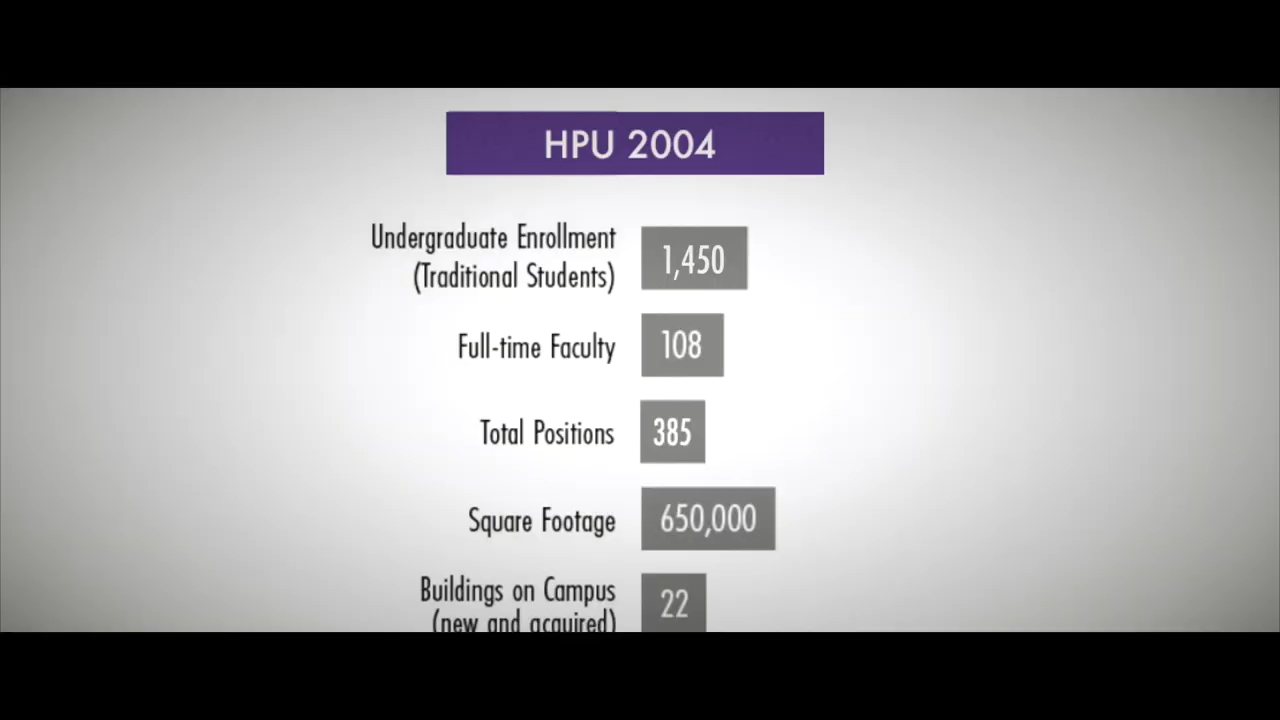 HPU 2004
Undergraduate Enrollment
(Traditional Students)
1,450
Full-time Faculty
108
Total Positions
385
Square Footage
650,000
Buildings on Campus
(new and acquired)
22